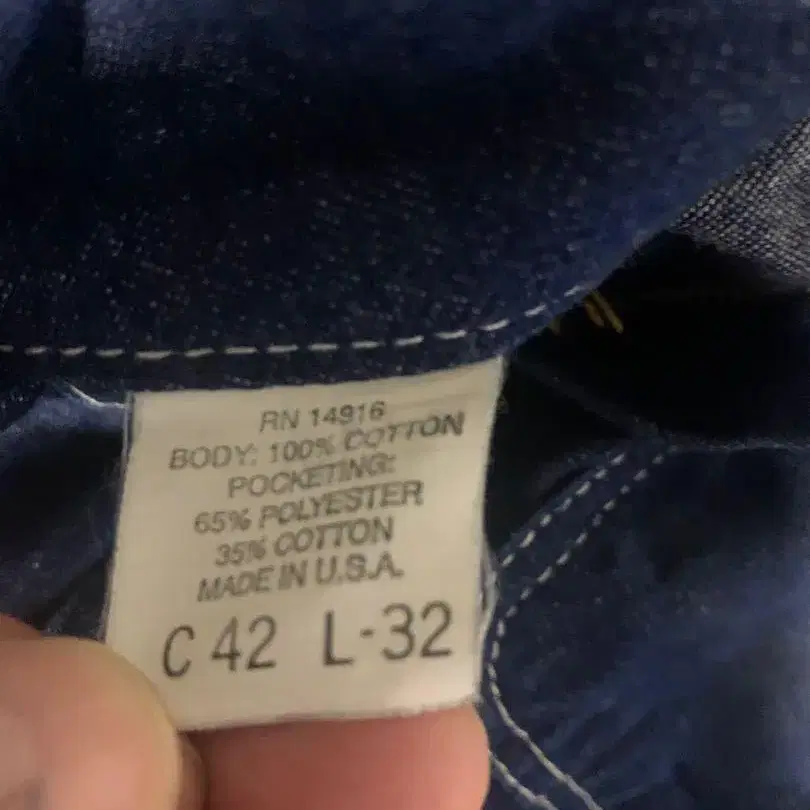 RN 14916
BODY: 100% COTTON
POCKETING:
65% POLYESTER
35% COTTON
MADE IN U.S.A.
C 42 L-32